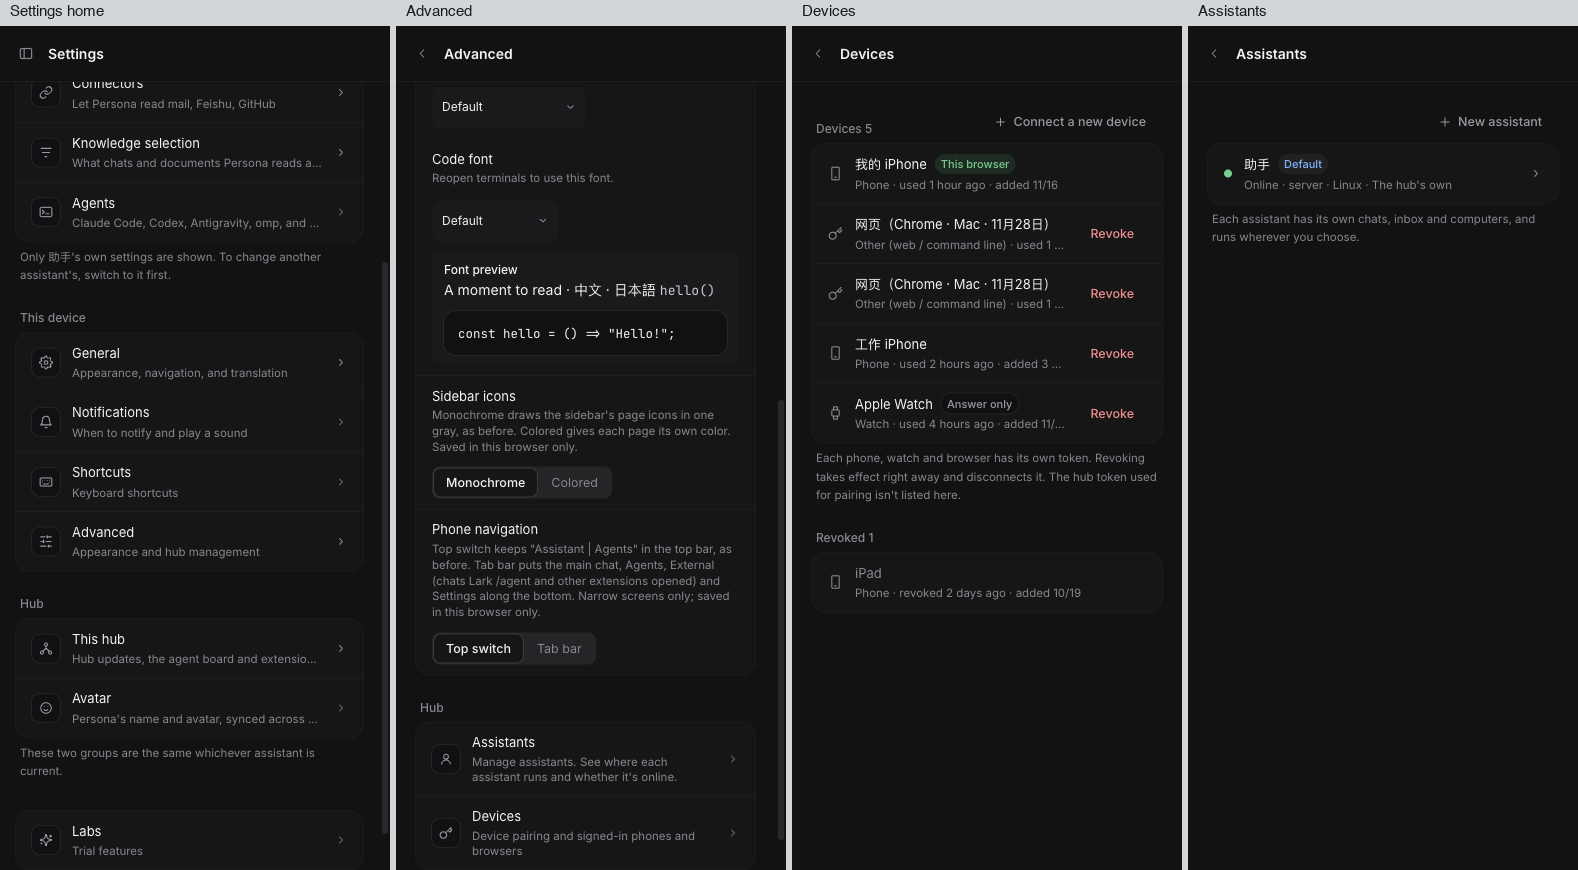 Settings home
Settings
Connectors
Let Persona read mail, Feishu, GitHub
Knowledge selection
What chats and documents Persona reads a...
Agents
Claude Code, Codex, Antigravity, omp, and ...
Only 助手's own settings are shown. To change another
assistant's, switch to it first.
This device
General
Appearance, navigation, and translation
Notifications
When to notify and play a sound
Shortcuts
Keyboard shortcuts
Advanced
Appearance and hub management
Hub
This hub
Hub updates, the agent board and extensio...
Avatar
Persona's name and avatar, synced across ...
These two groups are the same whichever assistant is
current.
Labs
Trial features
Advanced
Advanced
Default
Code font
Reopen terminals to use this font.
Default
Font preview
A moment to read · 中文 · 日本語 hello()
const hello = () => "Hello!";
Sidebar icons
Monochrome draws the sidebar's page icons in one
gray, as before. Colored gives each page its own color.
Saved in this browser only.
Monochrome Colored
Phone navigation
Top switch keeps "Assistant | Agents" in the top bar, as
before. Tab bar puts the main chat, Agents, External
(chats Lark /agent and other extensions opened) and
Settings along the bottom. Narrow screens only; saved
in this browser only.
Top switch Tab bar
Hub
Assistants
Manage assistants. See where each
assistant runs and whether it's online.
Devices
Device pairing and signed-in phones and
browsers
Devices
Devices
Devices 5
+ Connect a new device
我的 iPhone This browser
Phone · used 1 hour ago · added 11/16
网页（Chrome · Mac · 11月28日）
Other (web / command line) · used 1 ...
Revoke
网页（Chrome · Mac · 11月28日）
Other (web / command line) · used 1 ...
Revoke
工作 iPhone
Phone · used 2 hours ago · added 3 ...
Revoke
Apple Watch Answer only
Watch · used 4 hours ago · added 11/...
Revoke
Each phone, watch and browser has its own token. Revoking
takes effect right away and disconnects it. The hub token used
for pairing isn't listed here.
Revoked 1
iPad
Phone · revoked 2 days ago · added 10/19
Assistants
Assistants
+ New assistant
助手 Default
Online · server · Linux · The hub's own
Each assistant has its own chats, inbox and computers, and
runs wherever you choose.